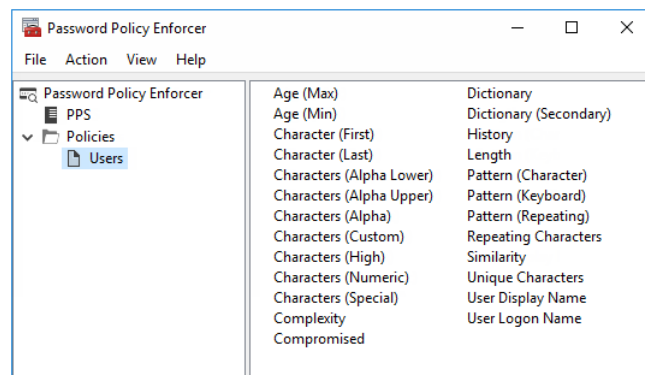 Password Policy Enforcer
File Action View Help
Password Policy Enforcer
PPS
Policies
Users
Age (Max)
Age (Min)
Character (First)
Character (Last)
Characters (Alpha Lower)
Characters (Alpha Upper)
Characters (Alpha)
Characters (Custom)
Characters (High)
Characters (Numeric)
Characters (Special)
Complexity
Compromised
Dictionary
Dictionary (Secondary)
History
Length
Pattern (Character)
Pattern (Keyboard)
Pattern (Repeating)
Repeating Characters
Similarity
Unique Characters
User Display Name
User Logon Name